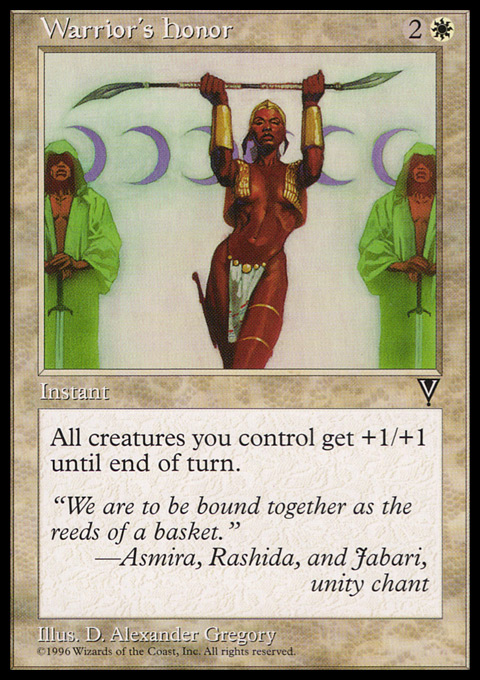 Warrior's Honor 2
Instant
All creatures you control get +1/+1
until end of turn.
"We are to be bound together as the
reeds of a basket."
—Asmira, Rashida, and Jabari,
unity chant
Illus. D. Alexander Gregory
©1996 Wizards of the Coast, Inc. All rights reserved.